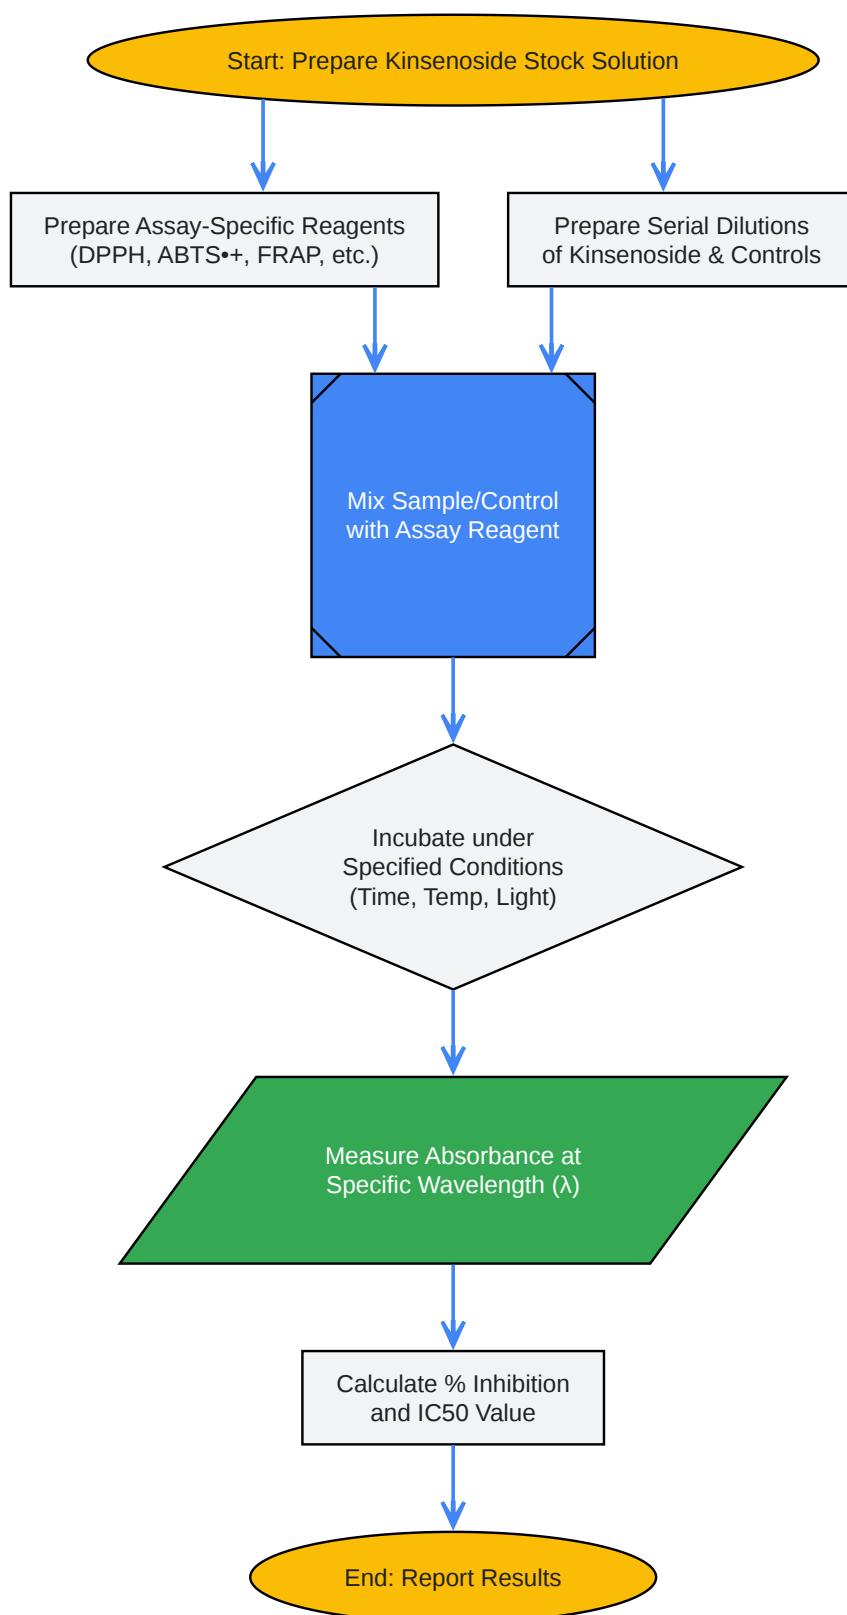 Start: Prepare Kinsenoside Stock Solution
Prepare Assay-Specific Reagents
(DPPH, ABTS•+, FRAP, etc.)
Prepare Serial Dilutions
of Kinsenoside & Controls
Mix Sample/Control
with Assay Reagent
Incubate under
Specified Conditions
(Time, Temp, Light)
Measure Absorbance at
Specific Wavelength (λ)
Calculate % Inhibition
and IC50 Value
End: Report Results